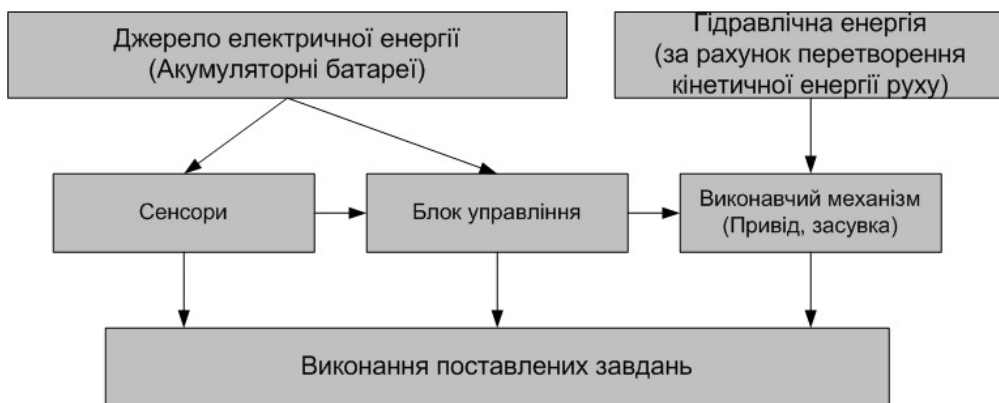 Джерело електричної енергії
(Акумуляторні батареї)
Гідравлічна енергія
(за рахунок перетворення
кінетичної енергії руху)
Сенсори
Блок управління
Виконавчий механізм
(Привід, засувка)
Виконання поставлених завдань